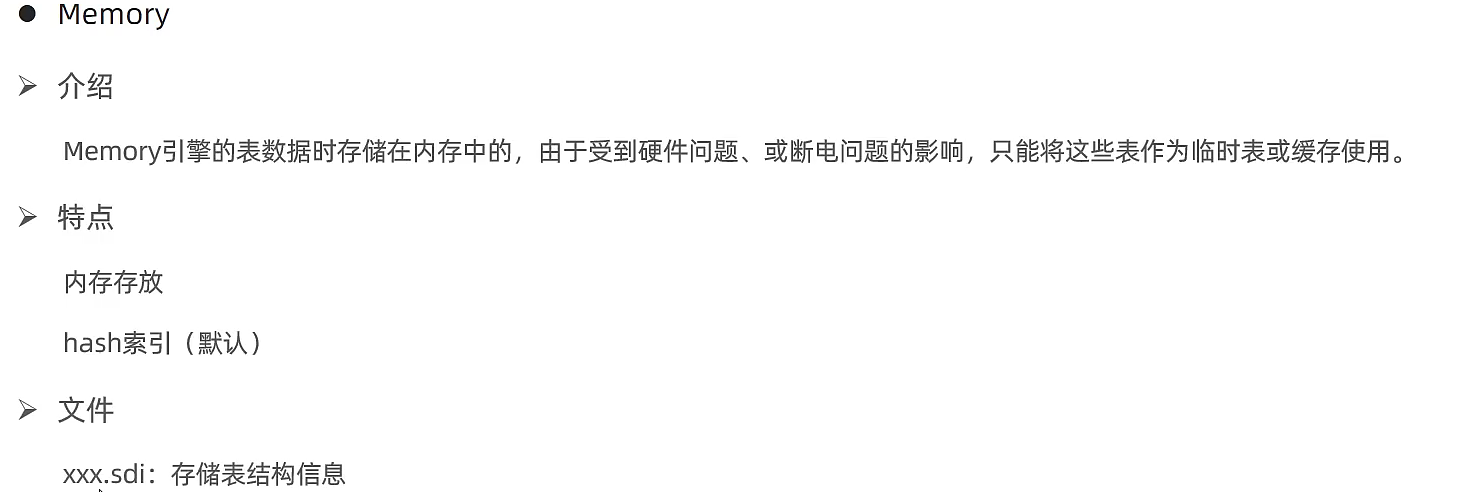 ● Memory
➢ 介绍
Memory引擎的表数据时存储在内存中的，由于受到硬件问题、或断电问题的影响，只能将这些表作为临时表或缓存使用。
➢ 特点
内存存放
hash索引（默认）
➢ 文件
xxx.sdi：存储表结构信息